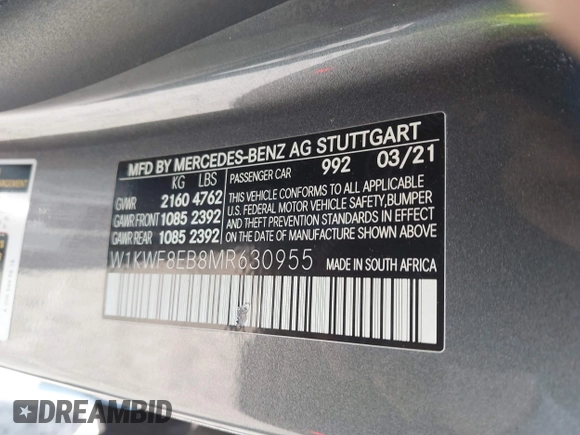 MFD BY MERCEDES-BENZ AG STUTTGART
KG LBS
GVWR 2160 4762
GAWR FRONT 1085 2392
GAWR REAR 1085 2392
PASSENGER CAR 992 03/21
THIS VEHICLE CONFORMS TO ALL APPLICABLE
U.S. FEDERAL MOTOR VEHICLE SAFETY,BUMPER
AND THEFT PREVENTION STANDARDS IN EFFECT
ON DATE OF MANUFACTURE SHOWN ABOVE
W1KWF8EB8MR630955
MADE IN SOUTH AFRICA
DREAMBID